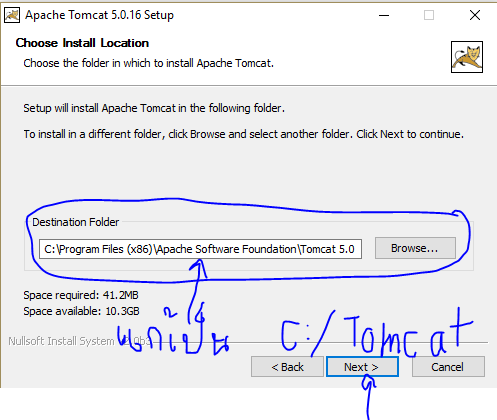 Apache Tomcat 5.0.16 Setup
Choose Install Location
Choose the folder in which to install Apache Tomcat.
Setup will install Apache Tomcat in the following folder.
To install in a different folder, click Browse and select another folder. Click Next to continue.
Destination Folder
C:\Program Files (x86)\Apache Software Foundation\Tomcat 5.0
Browse...
Space required: 41.2MB
Space available: 10.3GB
Nullsoft Install System
แก้เป็น C:/Tomcat
< Back Next > Cancel